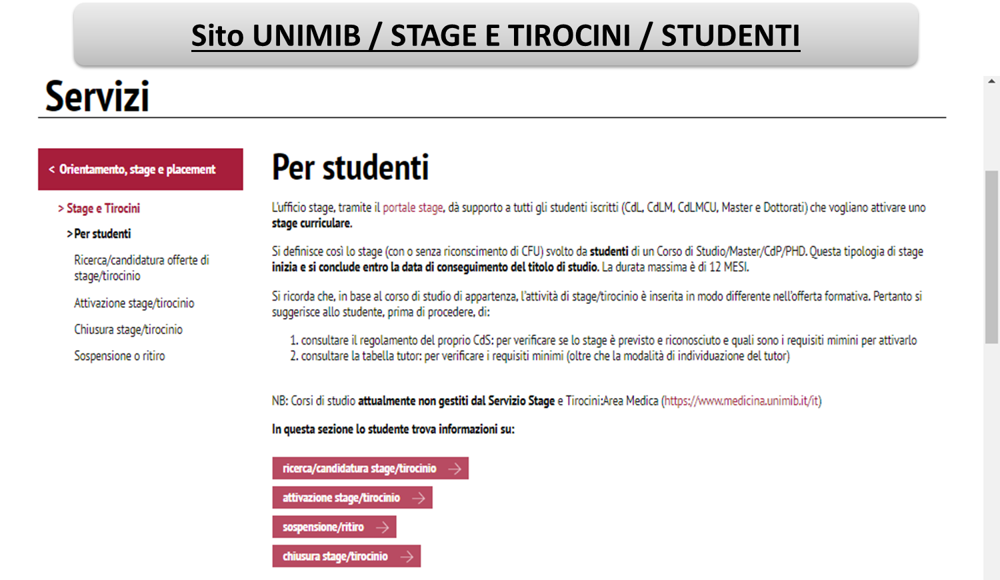 Sito UNIMIB / STAGE E TIROCINI / STUDENTI
Servizi
< Orientamento, stage e placement
> Stage e Tirocini
> Per studenti
Ricerca/candidatura offerte di
stage/tirocinio
Attivazione stage/tirocinio
Chiusura stage/tirocinio
Sospensione o ritiro
Per studenti
L'ufficio stage, tramite il portale stage, dà supporto a tutti gli studenti iscritti (CdL, CdLM, CdLMCU, Master e Dottorati) che vogliano attivare uno
stage curriculare.
Si definisce così lo stage (con o senza riconscimento di CFU) svolto da studenti di un Corso di Studio/Master/CdP/PHD. Questa tipologia di stage
inizia e si conclude entro la data di conseguimento del titolo di studio. La durata massima è di 12 MESI.
Si ricorda che, in base al corso di studio di appartenza, l'attività di stage/tirocinio è inserita in modo differente nell'offerta formativa. Pertanto si
suggerisce allo studente, prima di procedere, di:
1. consultare il regolamento del proprio CdS: per verificare se lo stage è previsto e riconosciuto e quali sono i requisiti mimini per attivarlo
2. consultare la tabella tutor: per verificare i requisiti minimi (oltre che la modalità di individuazione del tutor)
NB: Corsi di studio attualmente non gestiti dal Servizio Stage e Tirocini:Area Medica (https://www.medicina.unimib.it/it)
In questa sezione lo studente trova informazioni su:
ricerca/candidatura stage/tirocinio →
attivazione stage/tirocinio →
sospensione/ritiro →
chiusura stage/tirocinio →